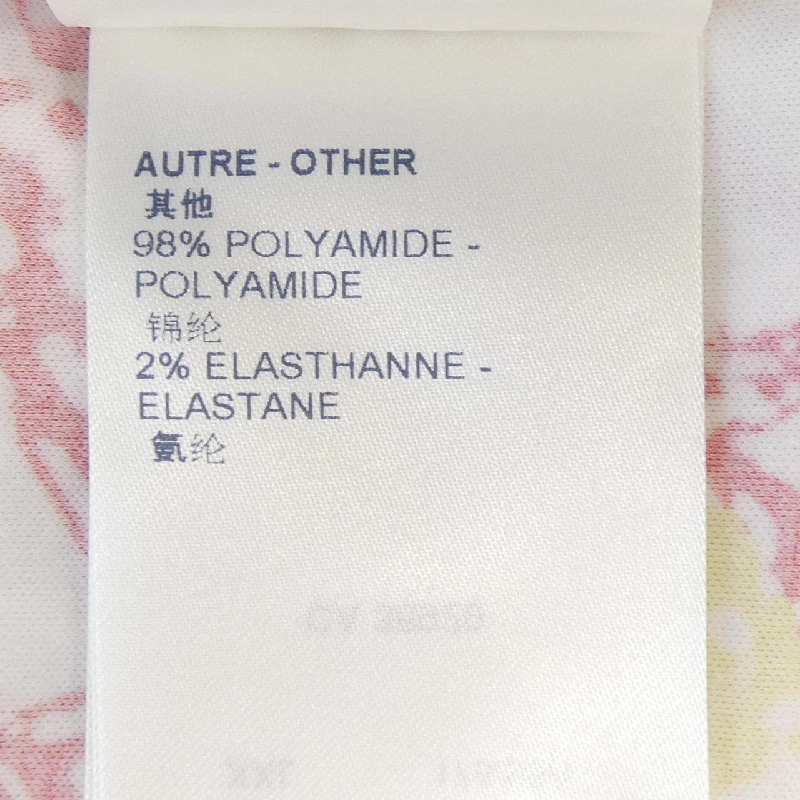 AUTRE - OTHER
其他
98% POLYAMIDE -
POLYAMIDE
锦纶
2% ELASTHANNE -
ELASTANE
氨纶